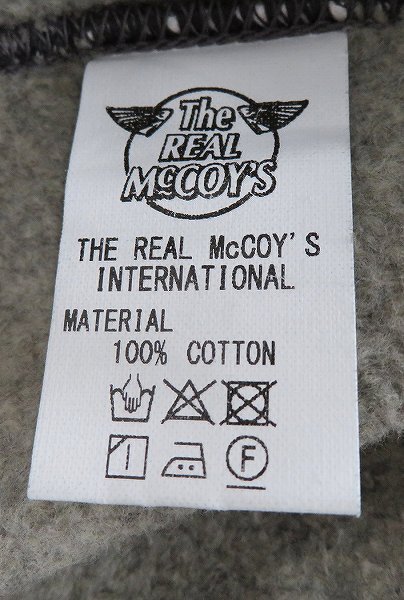 The
REAL
McCOY'S
THE REAL McCOY'S
INTERNATIONAL
MATERIAL
100% COTTON
F